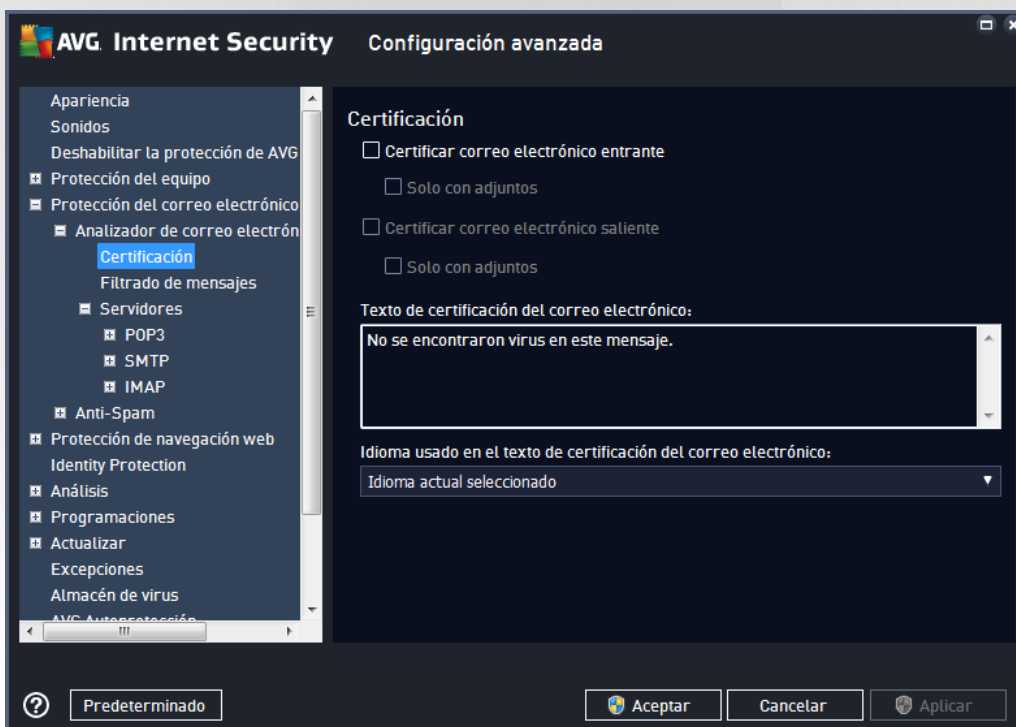 AVG. Internet Security Configuración avanzada
Apariencia
Sonidos
Deshabilitar la protección de AVG
Protección del equipo
Protección del correo electrónico
Analizador de correo electrón
Certificación
Filtrado de mensajes
Servidores
POP3
SMTP
IMAP
Anti-Spam
Protección de navegación web
Identity Protection
Análisis
Programaciones
Actualizar
Excepciones
Almacén de virus
AVG Autoprotección
Certificación
Certificar correo electrónico entrante
Solo con adjuntos
Certificar correo electrónico saliente
Solo con adjuntos
Texto de certificación del correo electrónico:
No se encontraron virus en este mensaje.
Idioma usado en el texto de certificación del correo electrónico:
Idioma actual seleccionado
Predeterminado
Aceptar
Cancelar
Aplicar